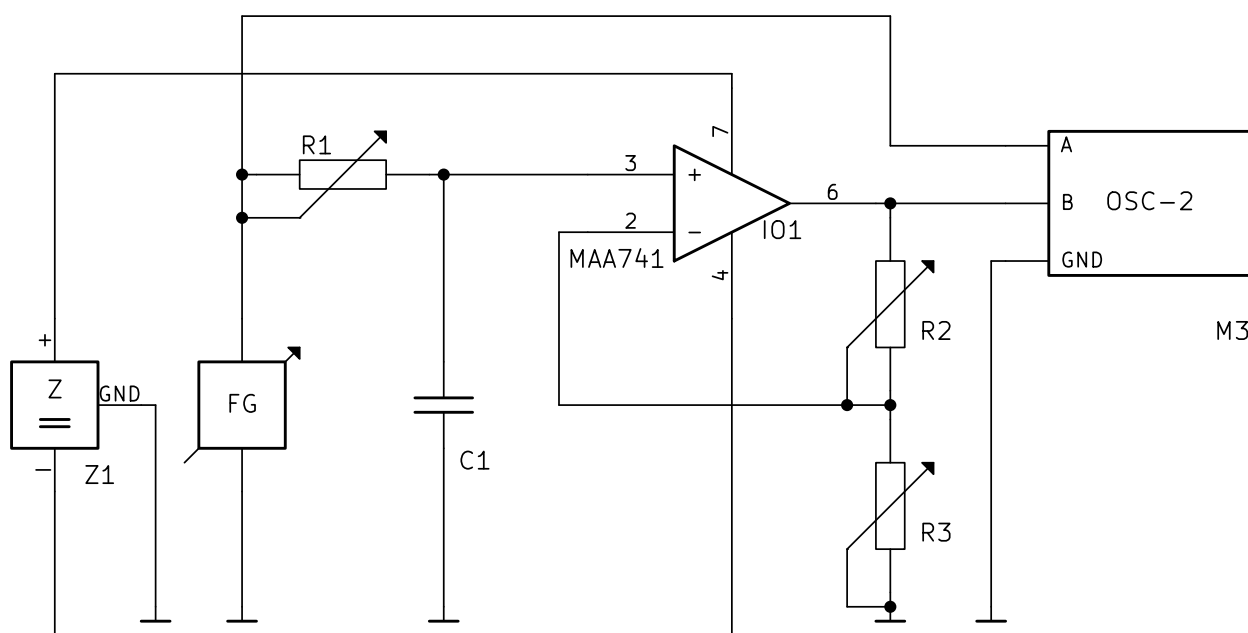 R1
7
A
3
+
6
B
OSC-2
2
-
IO1
MAA741
4
GND
R2
M3
+
Z
GND
FG
-
Z1
C1
R3